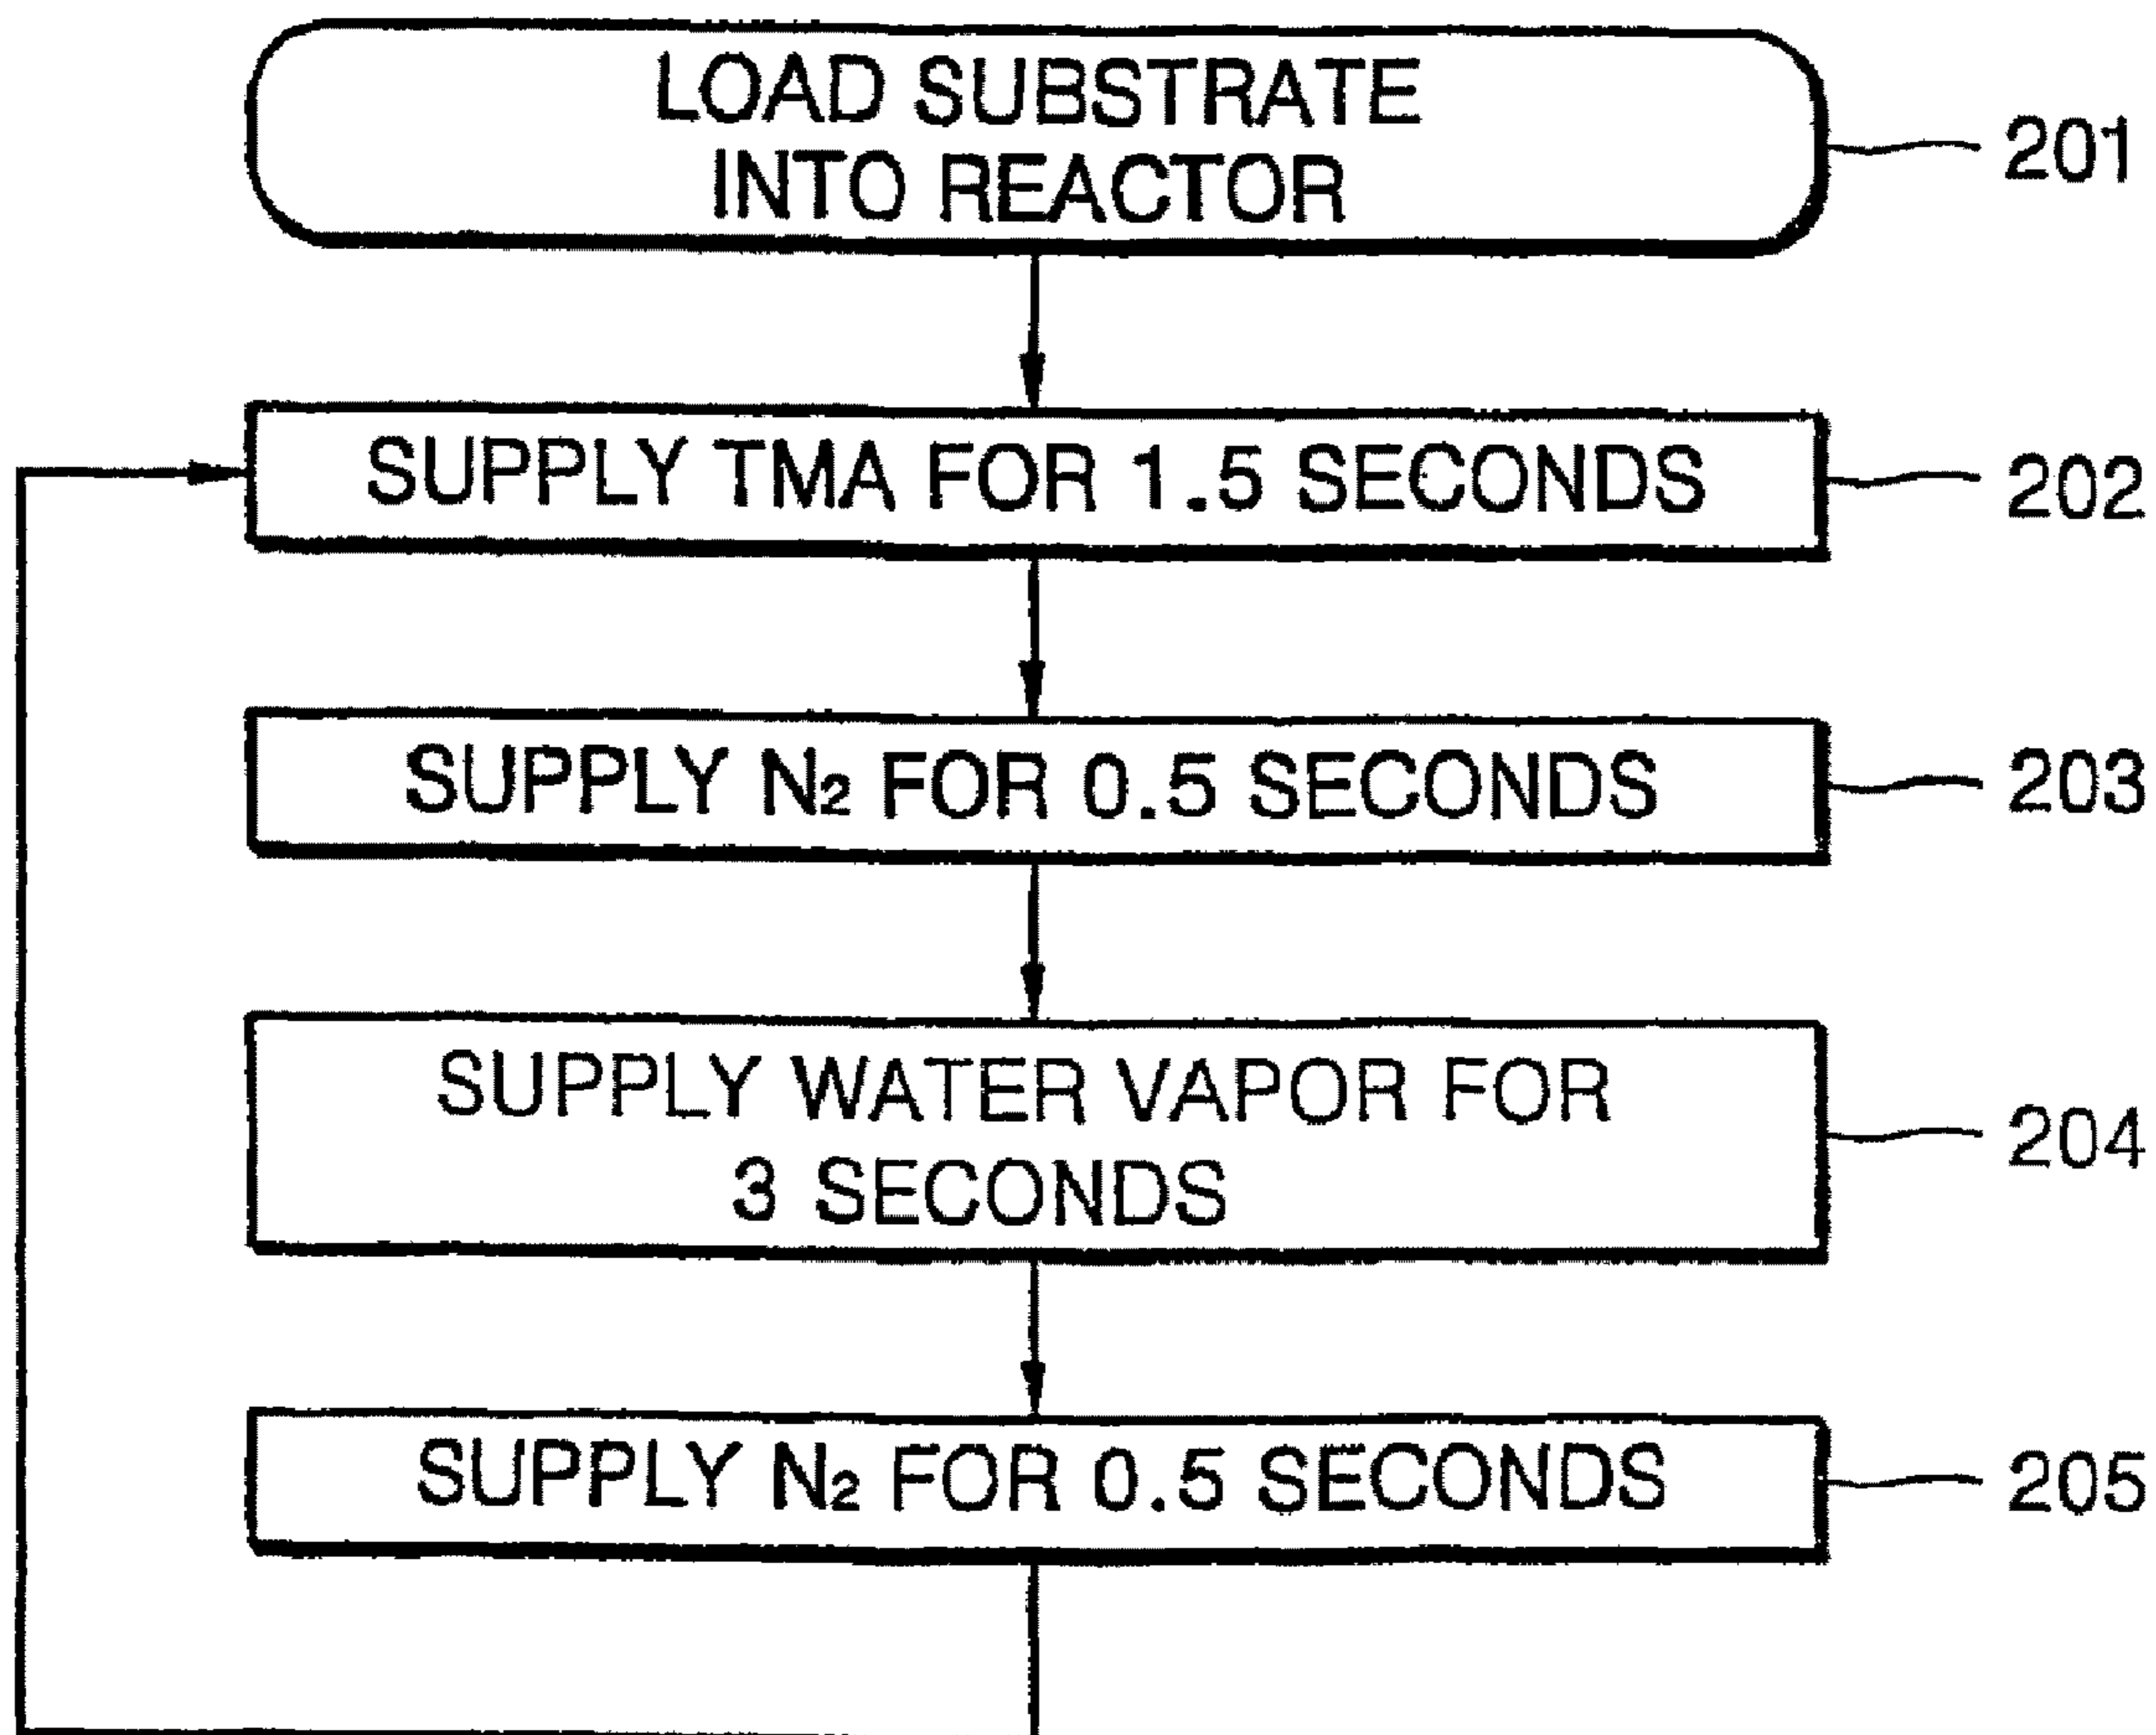 LOAD SUBSTRATE
INTO REACTOR
201
SUPPLY TMA FOR 1.5 SECONDS
202
SUPPLY N₂ FOR 0.5 SECONDS
203
SUPPLY WATER VAPOR FOR
3 SECONDS
204
SUPPLY N₂ FOR 0.5 SECONDS
205